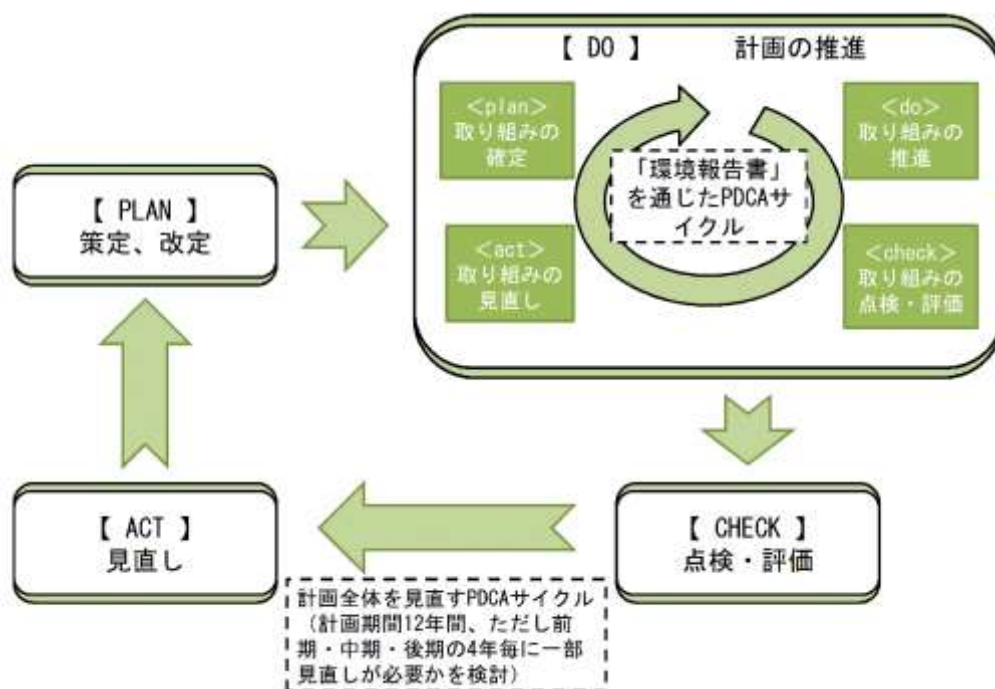 【 DO 】 計画の推進
<plan>
取り組みの
確定
<do>
取り組みの
推進
「環境報告書」
を通じたPDCAサ
イクル
<act>
取り組みの
見直し
<check>
取り組みの
点検・評価
【 PLAN 】
策定、改定
【 ACT 】
見直し
【 CHECK 】
点検・評価
計画全体を見直すPDCAサイクル
(計画期間12年間、ただし前
期・中期・後期の4年毎に一部
見直しが必要かを検討)